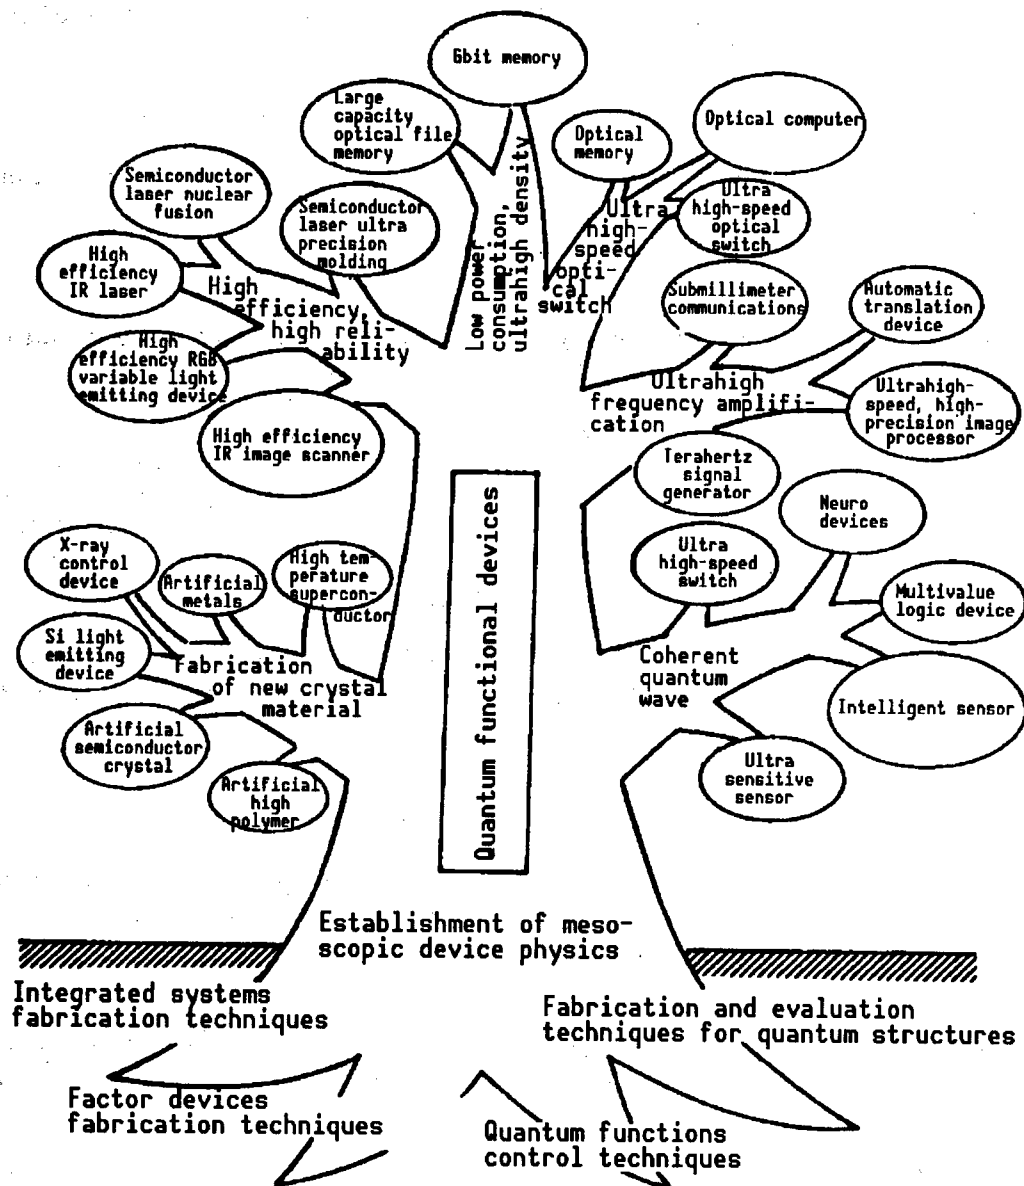 6bit memory
Large
capacity
optical file
memory
Optical
memory
Optical computer
Semiconductor
laser nuclear
fusion
Semiconductor
laser ultra
precision
molding
Ultra
high-speed
optical
switch
High
efficiency
IR laser
High
efficiency,
high reli-
ability
Low power
consumption,
ultrahigh density
Ultra
high-
speed
opti-
cal
switch
Submillimeter
communications
Automatic
translation
device
High
efficiency RGB
variable light
emitting device
High efficiency
IR image scanner
Ultrahigh
frequency amplifi-
cation
Ultrahigh-
speed, high-
precision image
processor
Terahertz
signal
generator
Neuro
devices
Quantum functional devices
X-ray
control
device
Artificial
metals
High tem-
perature
supercon-
ductor
Ultra
high-speed
switch
Multivalue
logic device
Si light
emitting
device
Fabrication
of new crystal
material
Coherent
quantum
wave
Intelligent sensor
Artificial
semiconductor
crystal
Artificial
high
polymer
Ultra
sensitive
sensor
Establishment of meso-
scopic device physics
Integrated systems
fabrication techniques
Fabrication and evaluation
techniques for quantum structures
Factor devices
fabrication techniques
Quantum functions
control techniques